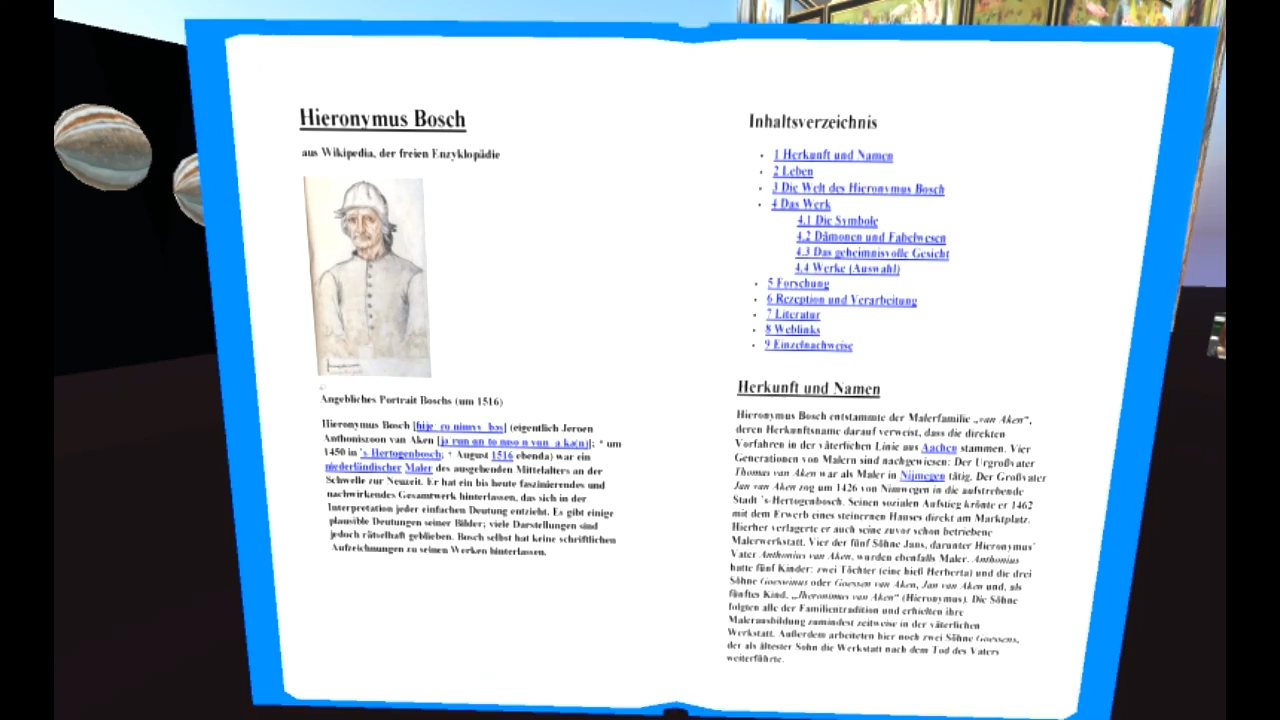 Hieronymus Bosch
aus Wikipedia, der freien Enzyklopädie
Angebliches Portrait Boschs (um 1516)
Hieronymus Bosch [ (eigentlich Jeroen
Anthoniszoon van Aken [ ]; * um
1450 in 's Hertogenbosch; † August 1516 ebenda) war ein
niederländischer Maler des ausgehenden Mittelalters an der
Schwelle zur Neuzeit. Er hat ein bis heute faszinierendes und
nachwirkendes Gesamtwerk hinterlassen, das sich in der
Interpretation jeder einfachen Deutung entzieht. Es gibt einige
plausible Deutungen seiner Bilder; viele Darstellungen sind
jedoch rätselhaft geblieben. Bosch selbst hat keine schriftlichen
Aufzeichnungen zu seinen Werken hinterlassen.
Inhaltsverzeichnis
• 1 Herkunft und Namen
• 2 Leben
• 3 Die Welt des Hieronymus Bosch
• 4 Das Werk
4.1 Die Symbole
4.2 Dämonen und Fabelwesen
4.3 Das geheimnisvolle Gesicht
4.4 Werke (Auswahl)
• 5 Forschung
• 6 Rezeption und Verarbeitung
• 7 Literatur
• 8 Weblinks
• 9 Einzelnachweise
Herkunft und Namen
Hieronymus Bosch entstammte der Malerfamilie „van Aken“,
deren Herkunftsname darauf verweist, dass die direkten
Vorfahren in der väterlichen Linie aus Aachen stammen. Vier
Generationen von Malern sind nachgewiesen: Der Urgroßvater
Thomas van Aken war als Maler in Nijmegen tätig. Der Großvater
Jan van Aken zog um 1426 von Nimwegen in die aufstrebende
Stadt 's-Hertogenbosch. Seinen sozialen Aufstieg krönte er 1462
mit dem Erwerb eines steinernen Hauses direkt am Marktplatz.
Hierher verlagerte er auch seine zuvor schon betriebene
Malerwerkstatt. Vier der fünf Söhne Jans, darunter Hieronymus'
Vater Anthonius van Aken, wurden ebenfalls Maler. Anthonius
hatte fünf Kinder: zwei Töchter (eine hieß Herberta) und die drei
Söhne Goeswinus oder Goessen van Aken, Jan van Aken und, als
fünftes Kind, „Jheronimus van Aken“ (Hieronymus). Die Söhne
folgten alle der Familientradition und erhielten ihre
Malerausbildung zumindest zeitweise in der väterlichen
Werkstatt. Außerdem arbeiteten hier noch zwei Söhne Goessens,
der als ältester Sohn die Werkstatt nach dem Tod des Vaters
weiterführte.